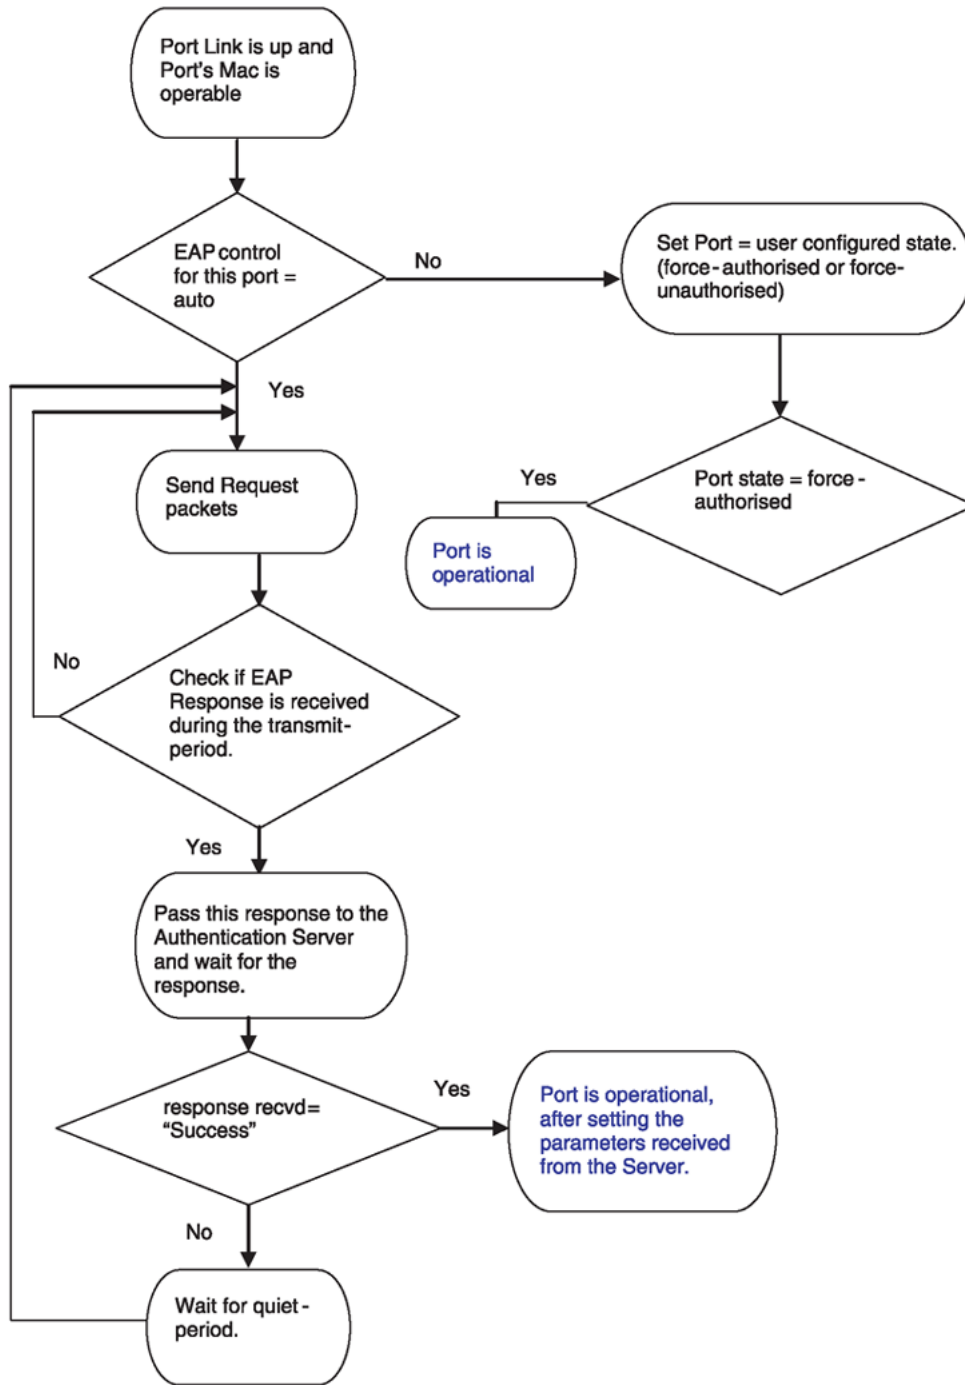 Port Link is up and
Port's Mac is
operable
EAP control
for this port =
auto
No
Set Port = user configured state.
(force-authorised or force-
unauthorised)
Yes
Send Request
packets
Yes
Port state = force-
authorised
Port is
operational
No
Check if EAP
Response is received
during the transmit-
period.
Yes
Pass this response to the
Authentication Server
and wait for the
response.
response recvd=
“Success”
Yes
Port is operational,
after setting the
parameters received
from the Server.
No
Wait for quiet-
period.